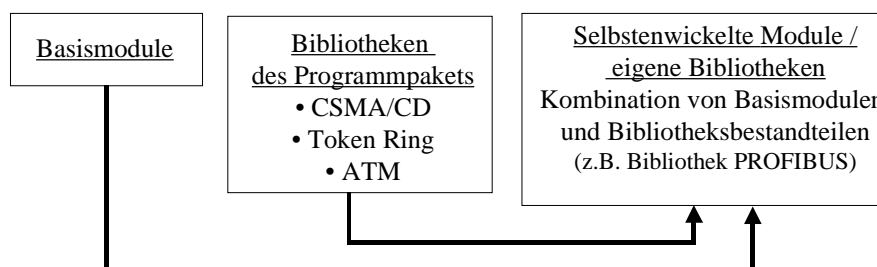 Basismodule
Bibliotheken
des Programmpakets
• CSMA/CD
• Token Ring
• ATM
Selbstenwickelte Module /
eigene Bibliotheken
Kombination von Basismodulen
und Bibliotheksbestandteilen
(z.B. Bibliothek PROFIBUS)